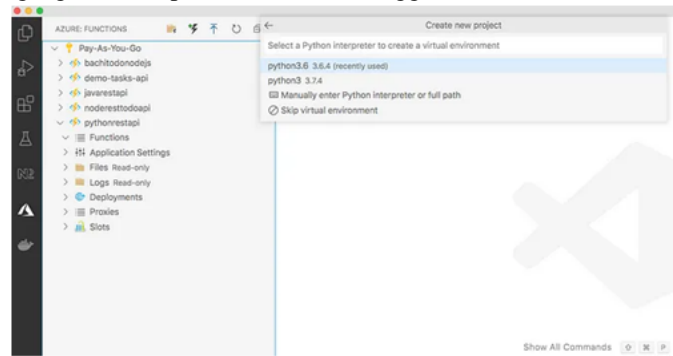 AZURE: FUNCTIONS
Pay-As-You-Go
bachitodonodejs
demo-tasks-api
javarestapi
noderesttodoapi
pythonrestapi
Functions
Application Settings
Files Read-only
Logs Read-only
Deployments
Proxies
Slots
Create new project
Select a Python interpreter to create a virtual environment
python3.6 3.6.4 (recently used)
python3 3.7.4
Manually enter Python interpreter or full path
Skip virtual environment
Show All Commands ⇧ ⌘ P